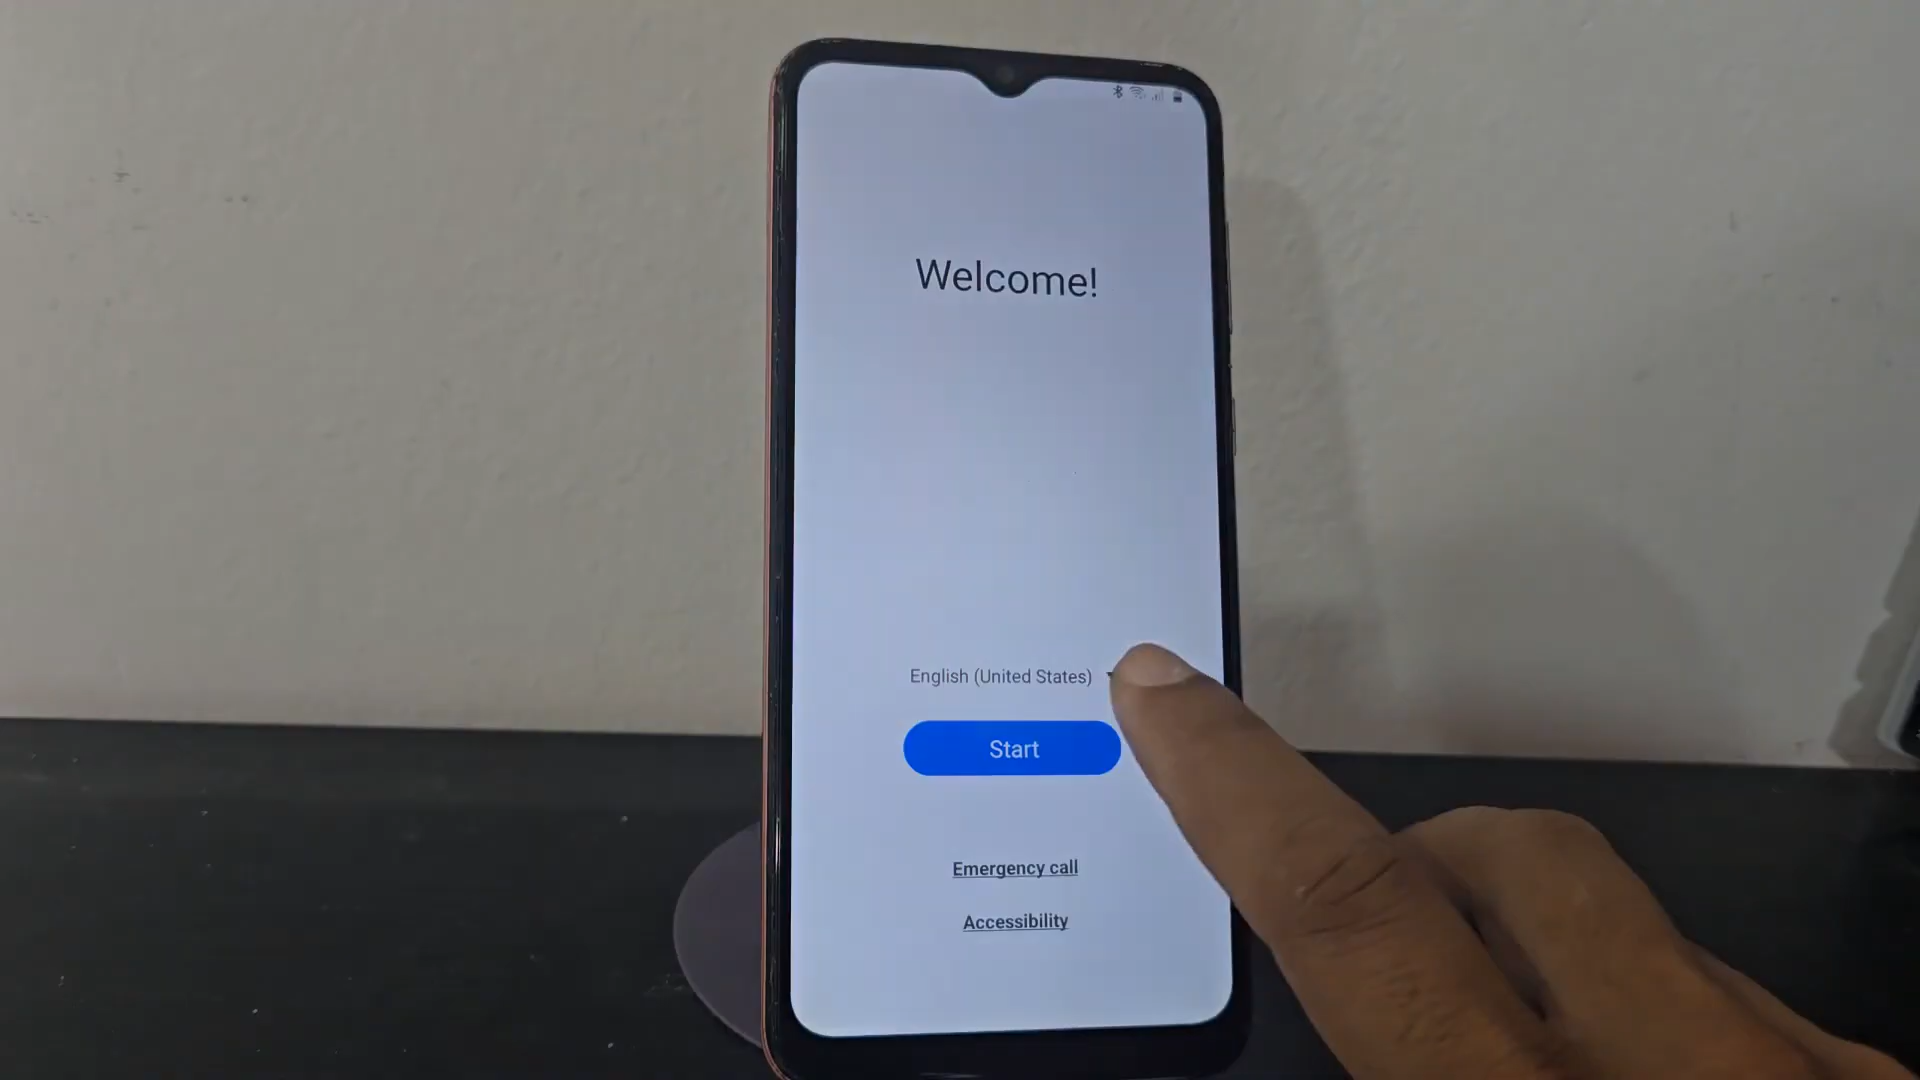 Welcome!
English (United States)
Start
Emergency call
Accessibility